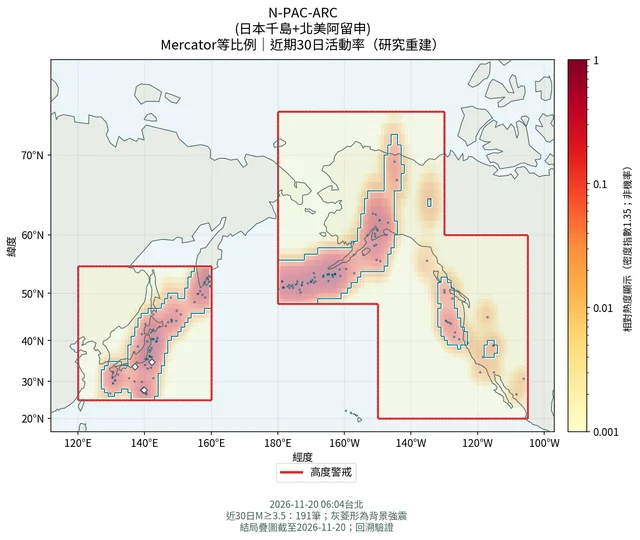 N-PAC-ARC
(日本千島+北美阿留申)
Mercator等比例｜近期30日活動率（研究重建）
70°N
60°N
50°N
40°N
30°N
20°N
緯度
120°E
140°E
160°E
180°E
160°W
140°W
120°W
100°W
經度
1
0.1
0.01
0.001
相對熱度顯示（密度指數1.35；非機率）
高度警戒
2026-11-20 06:04台北
近30日M≥3.5：191筆；灰菱形為背景強震
結局疊圖截至2026-11-20；回溯驗證